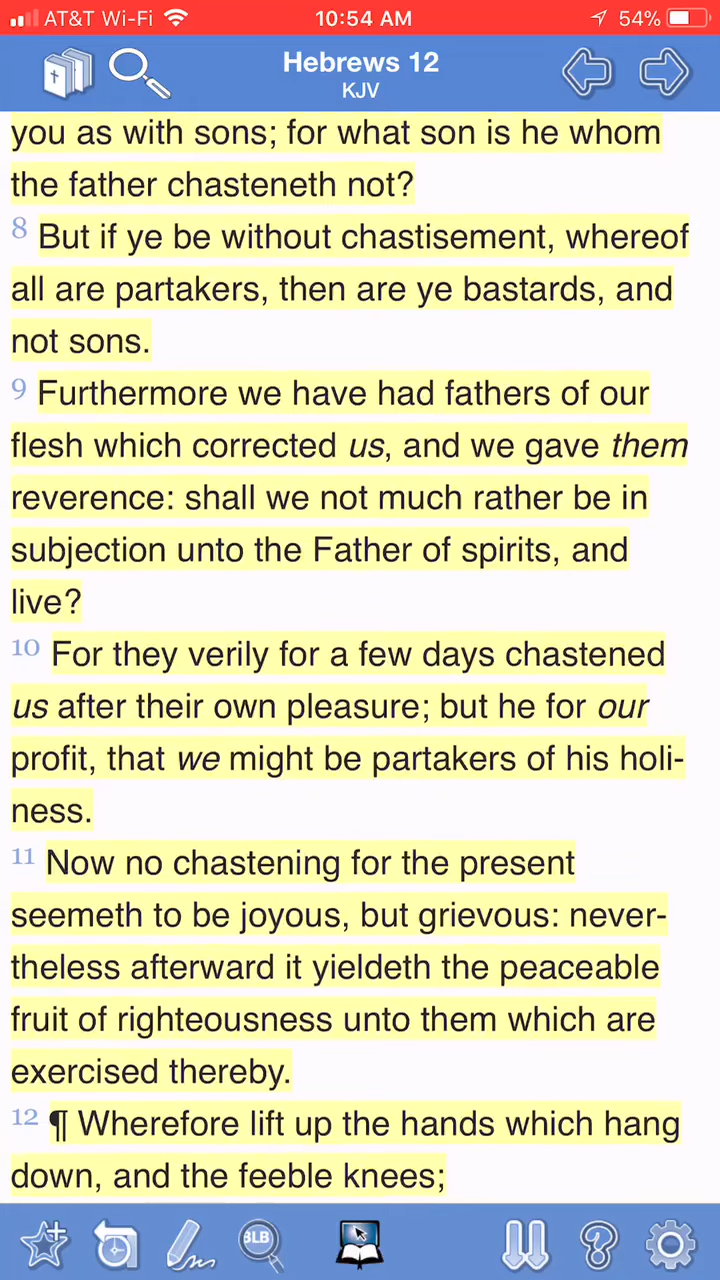 AT&T Wi-Fi 10:54 AM 54%
Hebrews 12
KJV
you as with sons; for what son is he whom
the father chasteneth not?
8 But if ye be without chastisement, whereof
all are partakers, then are ye bastards, and
not sons.
9 Furthermore we have had fathers of our
flesh which corrected us, and we gave them
reverence: shall we not much rather be in
subjection unto the Father of spirits, and
live?
10 For they verily for a few days chastened
us after their own pleasure; but he for our
profit, that we might be partakers of his holi-
ness.
11 Now no chastening for the present
seemeth to be joyous, but grievous: never-
theless afterward it yieldeth the peaceable
fruit of righteousness unto them which are
exercised thereby.
12 ¶ Wherefore lift up the hands which hang
down, and the feeble knees;
BLB